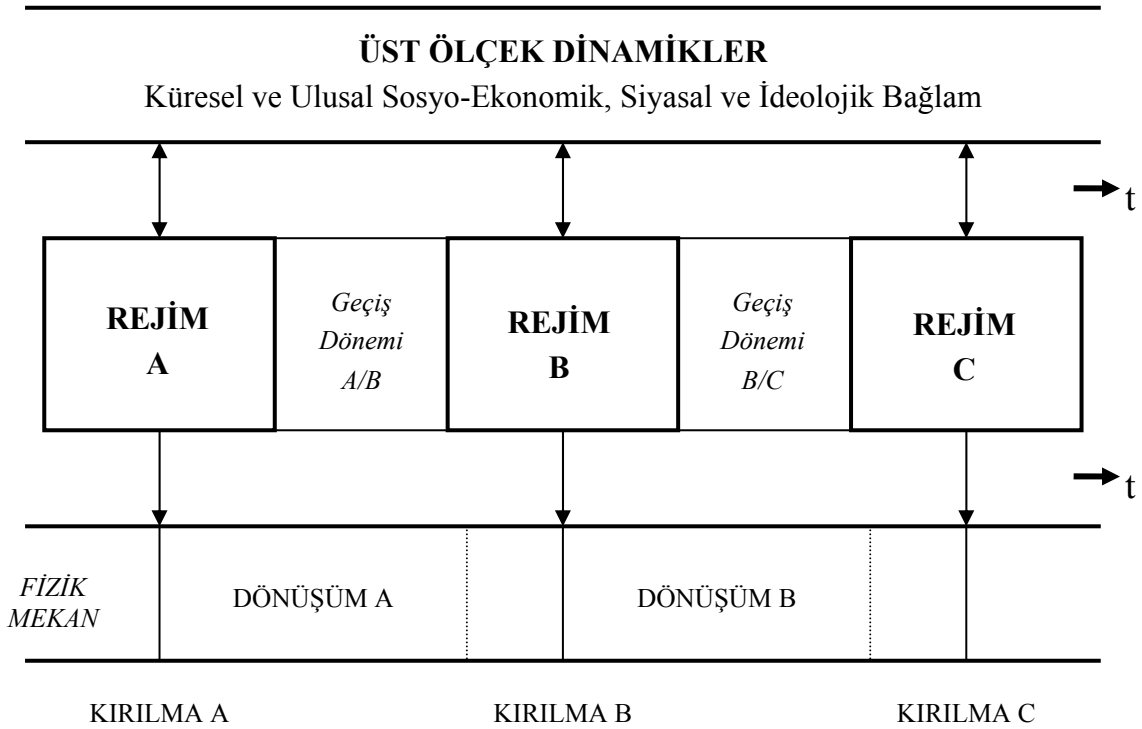 ÜST ÖLÇEK DİNAMİKLER
Küresel ve Ulusal Sosyo-Ekonomik, Siyasal ve İdeolojik Bağlam
t
REJİM
A
Geçiş
Dönemi
A/B
REJİM
B
Geçiş
Dönemi
B/C
REJİM
C
t
FİZİK
MEKAN
DÖNÜŞÜM A
DÖNÜŞÜM B
KIRILMA A
KIRILMA B
KIRILMA C